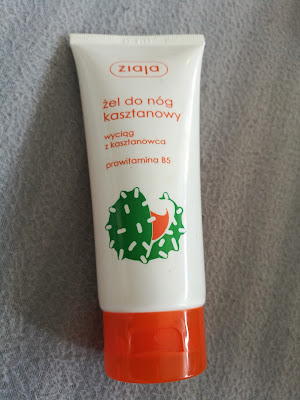 ziaja
żel do nóg
kasztanowy
wyciąg
z kasztanowca
prowitamina B5